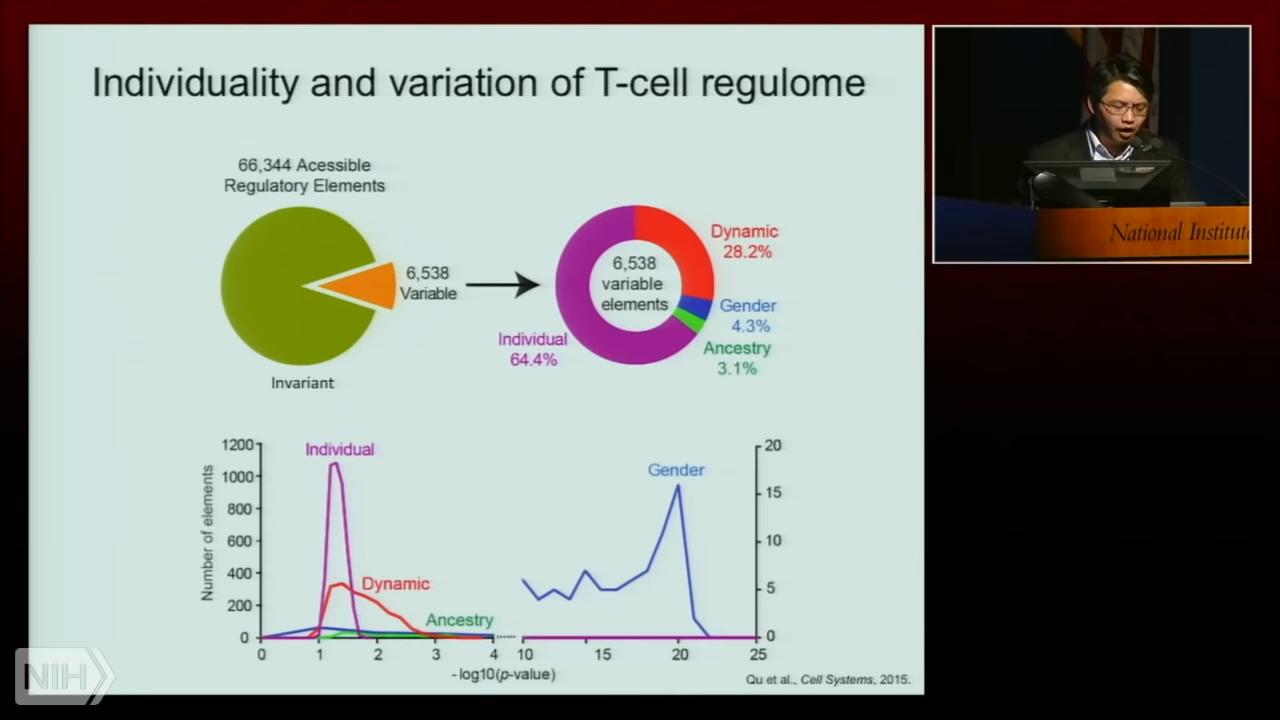 Individuality and variation of T-cell regulome
66,344 Acessible
Regulatory Elements
6,538
Variable
Invariant
6,538
variable
elements
Dynamic
28.2%
Gender
4.3%
Ancestry
3.1%
Individual
64.4%
Number of elements
1200
1000
800
600
400
200
0
Individual
Dynamic
Ancestry
Gender
20
15
10
5
0
0 1 2 3 4 10 15 20 25
-log10(p-value)
Qu et al., Cell Systems, 2015.
National Institut
NIH